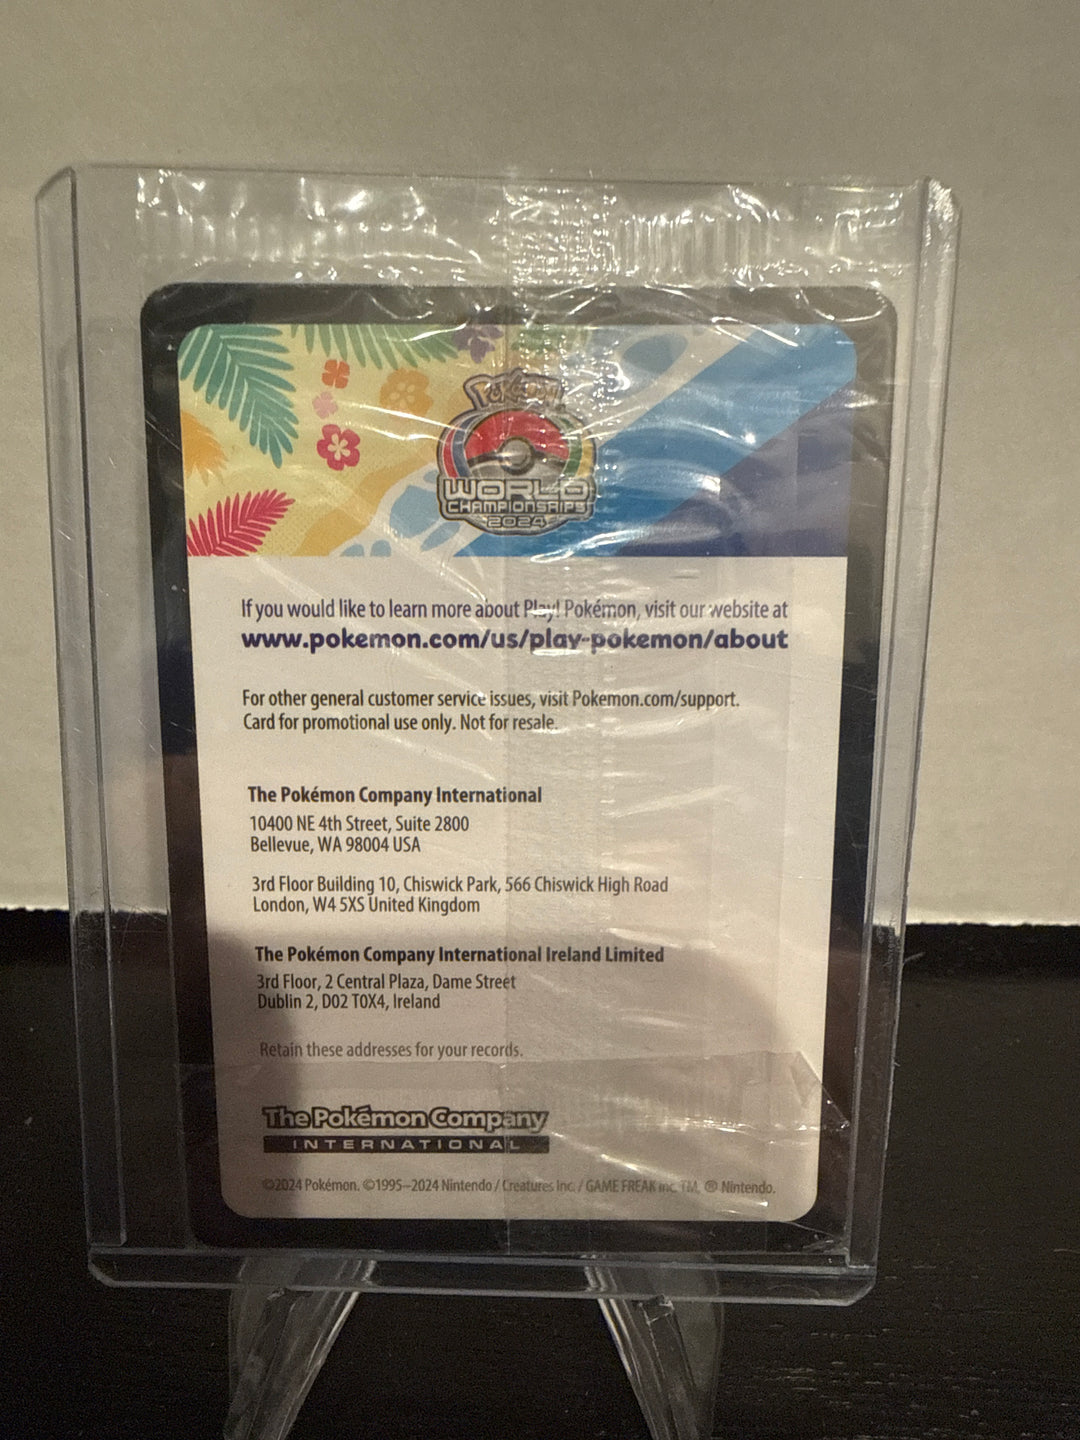 Pokémon
WORLD
CHAMPIONSHIPS
2024
If you would like to learn more about Play! Pokémon, visit our website at
www.pokemon.com/us/play-pokemon/about
For other general customer service issues, visit Pokemon.com/support.
Card for promotional use only. Not for resale.
The Pokémon Company International
10400 NE 4th Street, Suite 2800
Bellevue, WA 98004 USA
3rd Floor Building 10, Chiswick Park, 566 Chiswick High Road
London, W4 5XS United Kingdom
The Pokémon Company International Ireland Limited
3rd Floor, 2 Central Plaza, Dame Street
Dublin 2, D02 T0X4, Ireland
Retain these addresses for your records.
The Pokémon Company
INTERNATIONAL
©2024 Pokémon. ©1995–2024 Nintendo / Creatures Inc. / GAME FREAK inc. TM, ® Nintendo.